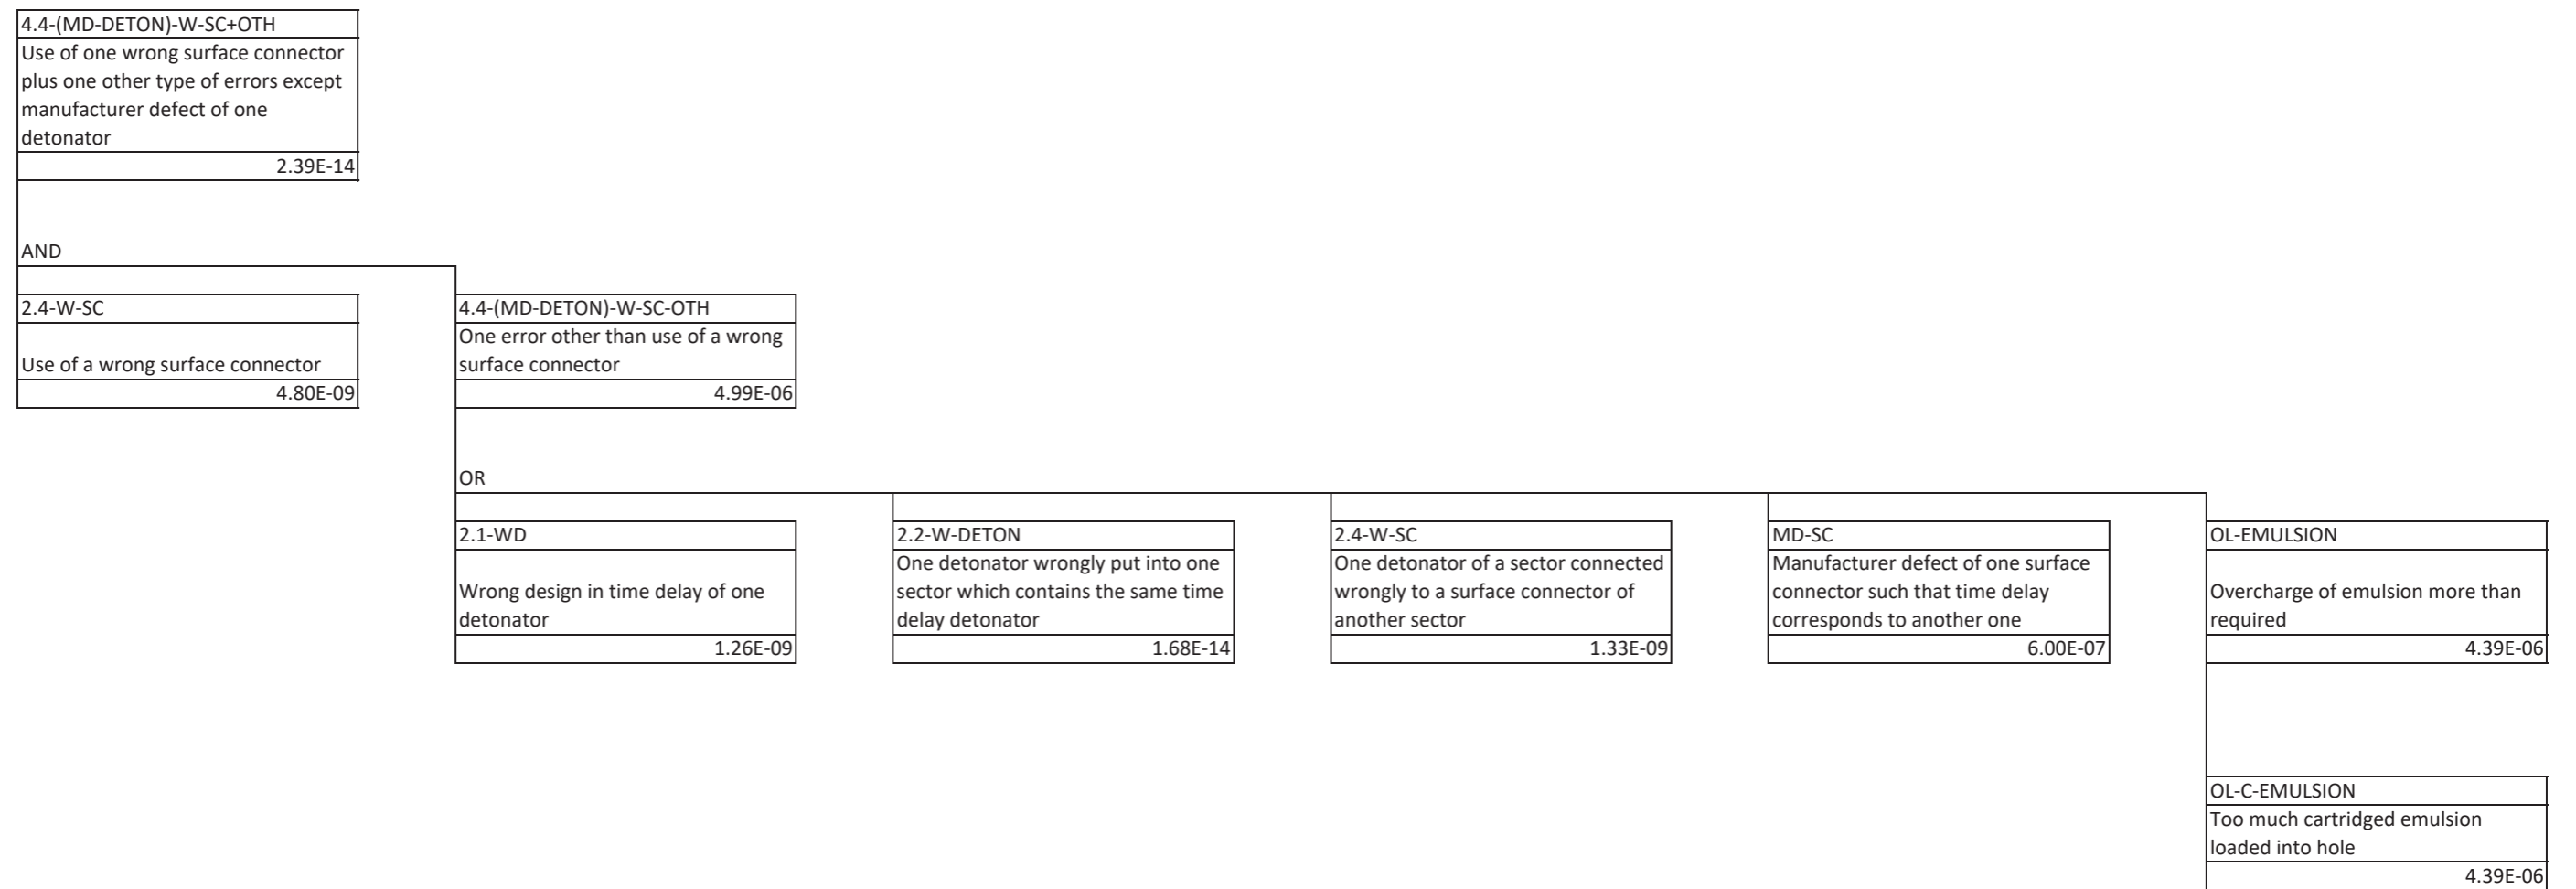 4.4-(MD-DETON)-W-SC+OTH
Use of one wrong surface connector
plus one other type of errors except
manufacturer defect of one
detonator
2.39E-14
AND
2.4-W-SC
Use of a wrong surface connector
4.80E-09
4.4-(MD-DETON)-W-SC-OTH
One error other than use of a wrong
surface connector
4.99E-06
OR
2.1-WD
Wrong design in time delay of one
detonator
1.26E-09
2.2-W-DETON
One detonator wrongly put into one
sector which contains the same time
delay detonator
1.68E-14
2.4-W-SC
One detonator of a sector connected
wrongly to a surface connector of
another sector
1.33E-09
MD-SC
Manufacturer defect of one surface
connector such that time delay
corresponds to another one
6.00E-07
OL-EMULSION
Overcharge of emulsion more than
required
4.39E-06
OL-C-EMULSION
Too much cartridged emulsion
loaded into hole
4.39E-06